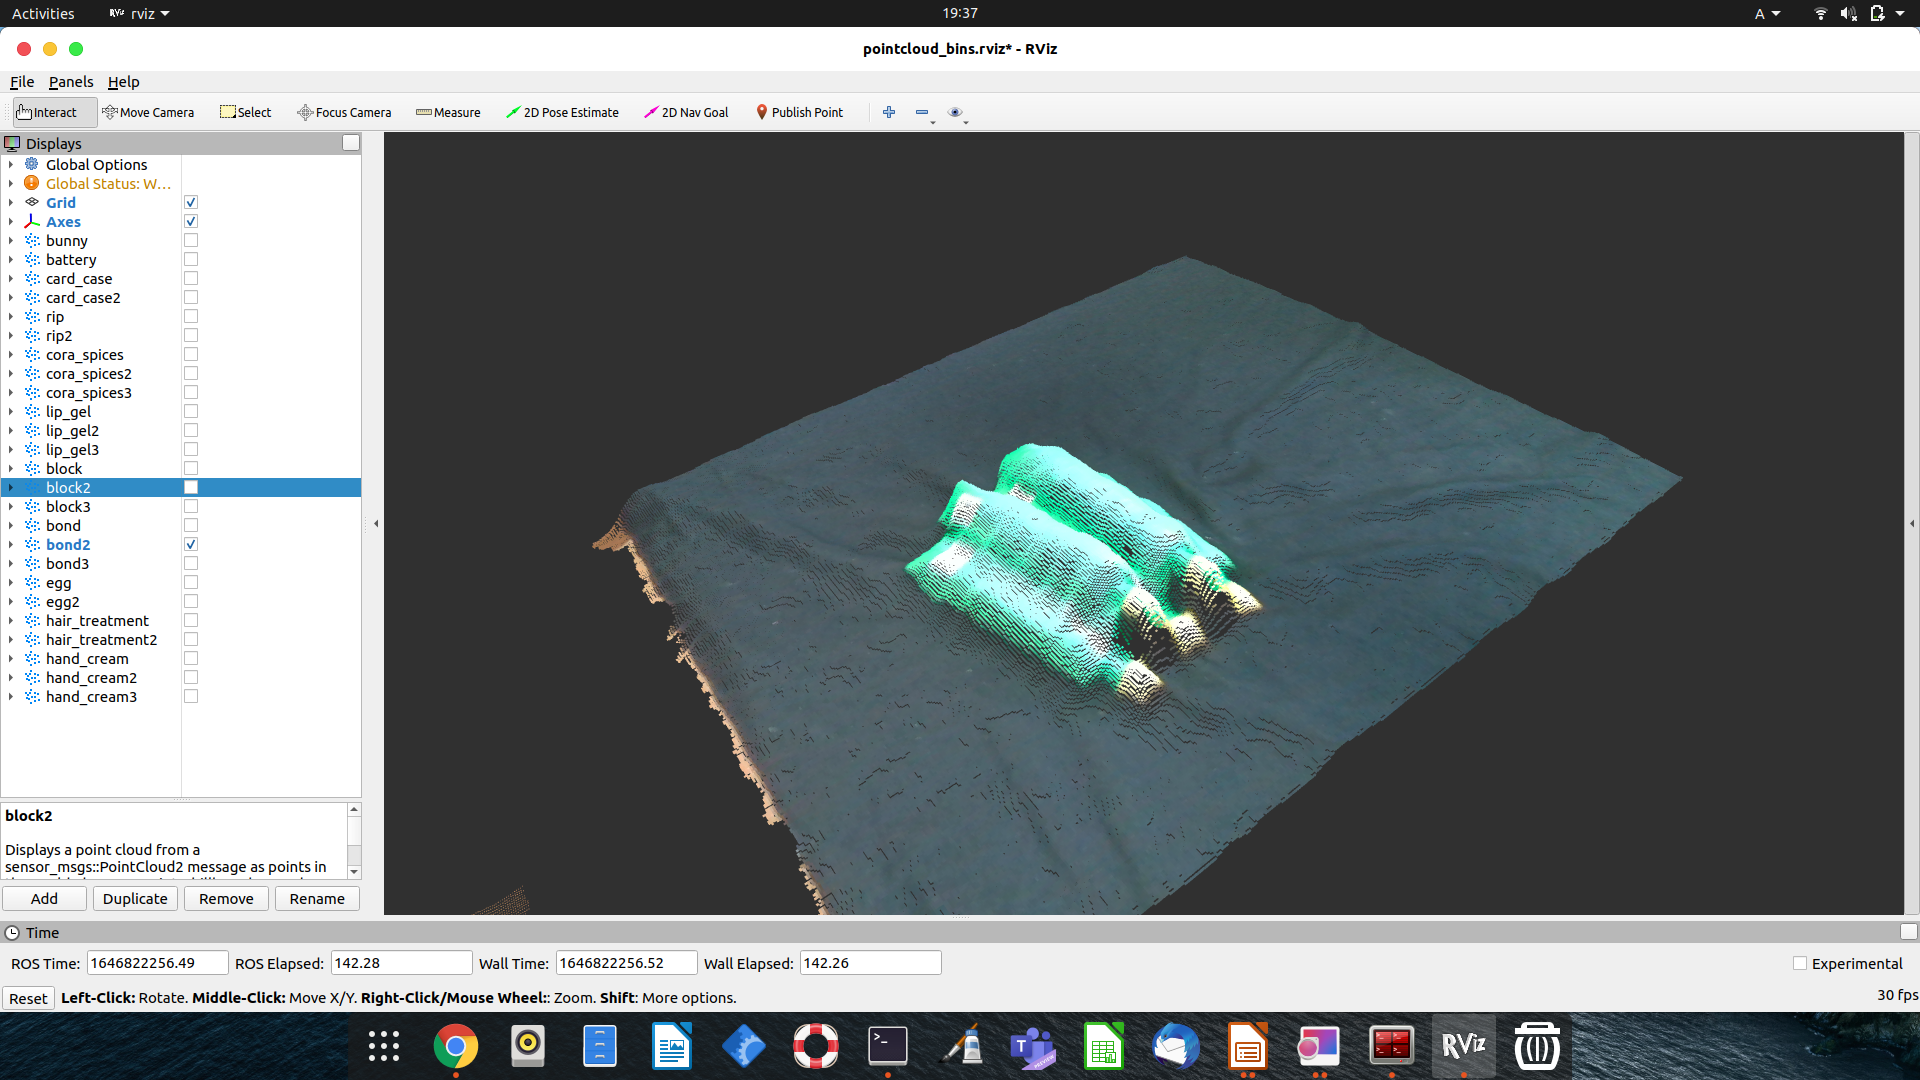 Activities
RViz rviz
19:37
A
pointcloud_bins.rviz* - RViz
File Panels Help
Interact Move Camera Select Focus Camera Measure 2D Pose Estimate 2D Nav Goal Publish Point
Displays
Global Options
Global Status: W...
Grid
Axes
bunny
battery
card_case
card_case2
rip
rip2
cora_spices
cora_spices2
cora_spices3
lip_gel
lip_gel2
lip_gel3
block
block2
block3
bond
bond2
bond3
egg
egg2
hair_treatment
hair_treatment2
hand_cream
hand_cream2
hand_cream3
block2
Displays a point cloud from a
sensor_msgs::PointCloud2 message as points in
Add Duplicate Remove Rename
Time
ROS Time: 1646822256.49 ROS Elapsed: 142.28 Wall Time: 1646822256.52 Wall Elapsed: 142.26 Experimental
Reset Left-Click: Rotate. Middle-Click: Move X/Y. Right-Click/Mouse Wheel:: Zoom. Shift: More options. 30 fps
T PREVIEW RViz